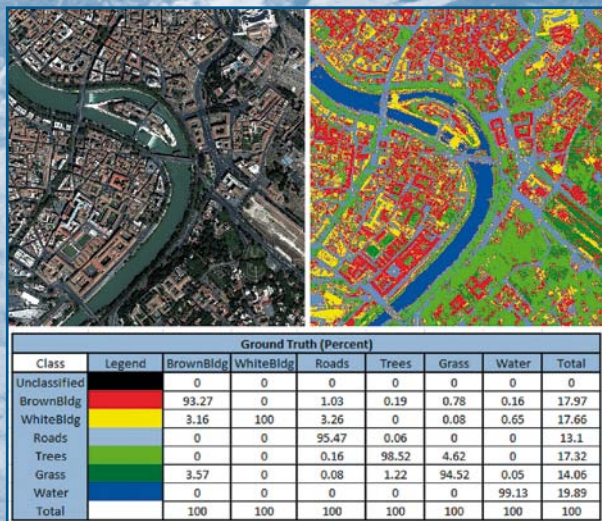 Ground Truth (Percent)
Class Legend BrownBldg WhiteBldg Roads Trees Grass Water Total
Unclassified 0 0 0 0 0 0 0
BrownBldg 93.27 0 1.03 0.19 0.78 0.16 17.97
WhiteBldg 3.16 100 3.26 0 0.08 0.65 17.66
Roads 0 0 95.47 0.06 0 0 13.1
Trees 0 0 0.16 98.52 4.62 0 17.32
Grass 3.57 0 0.08 1.22 94.52 0.05 14.06
Water 0 0 0 0 0 99.13 19.89
Total 100 100 100 100 100 100 100